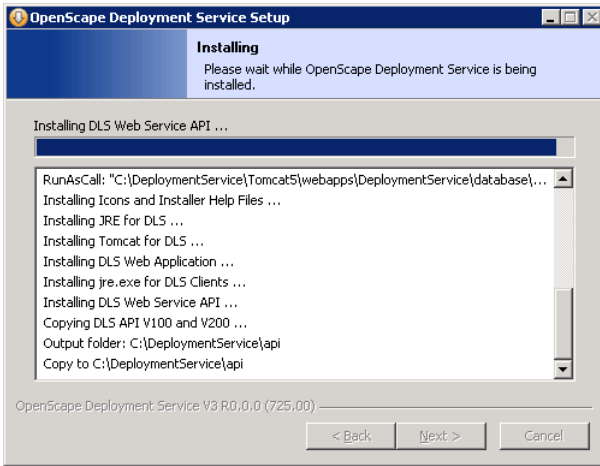 OpenScape Deployment Service Setup
Installing
Please wait while OpenScape Deployment Service is being
installed.
Installing DLS Web Service API ...
RunAsCall: "C:\DeploymentService\Tomcat5\webapps\DeploymentService\database\...
Installing Icons and Installer Help Files ...
Installing JRE for DLS ...
Installing Tomcat for DLS ...
Installing DLS Web Application ...
Installing jre.exe for DLS Clients ...
Installing DLS Web Service API ...
Copying DLS API V100 and V200 ...
Output folder: C:\DeploymentService\api
Copy to C:\DeploymentService\api
OpenScape Deployment Service V3 R0.0.0 (725.00)
< Back Next > Cancel